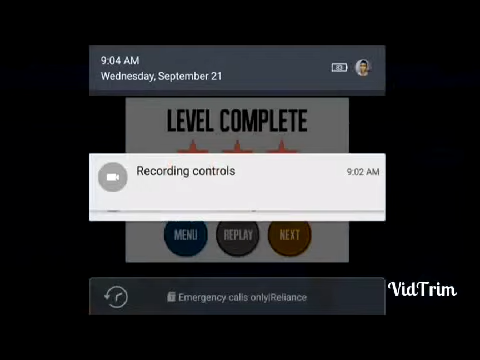 9:04 AM
Wednesday, September 21
LEVEL COMPLETE
Recording controls
9:02 AM
MENU
REPLAY
NEXT
Emergency calls only|Reliance
VidTrim